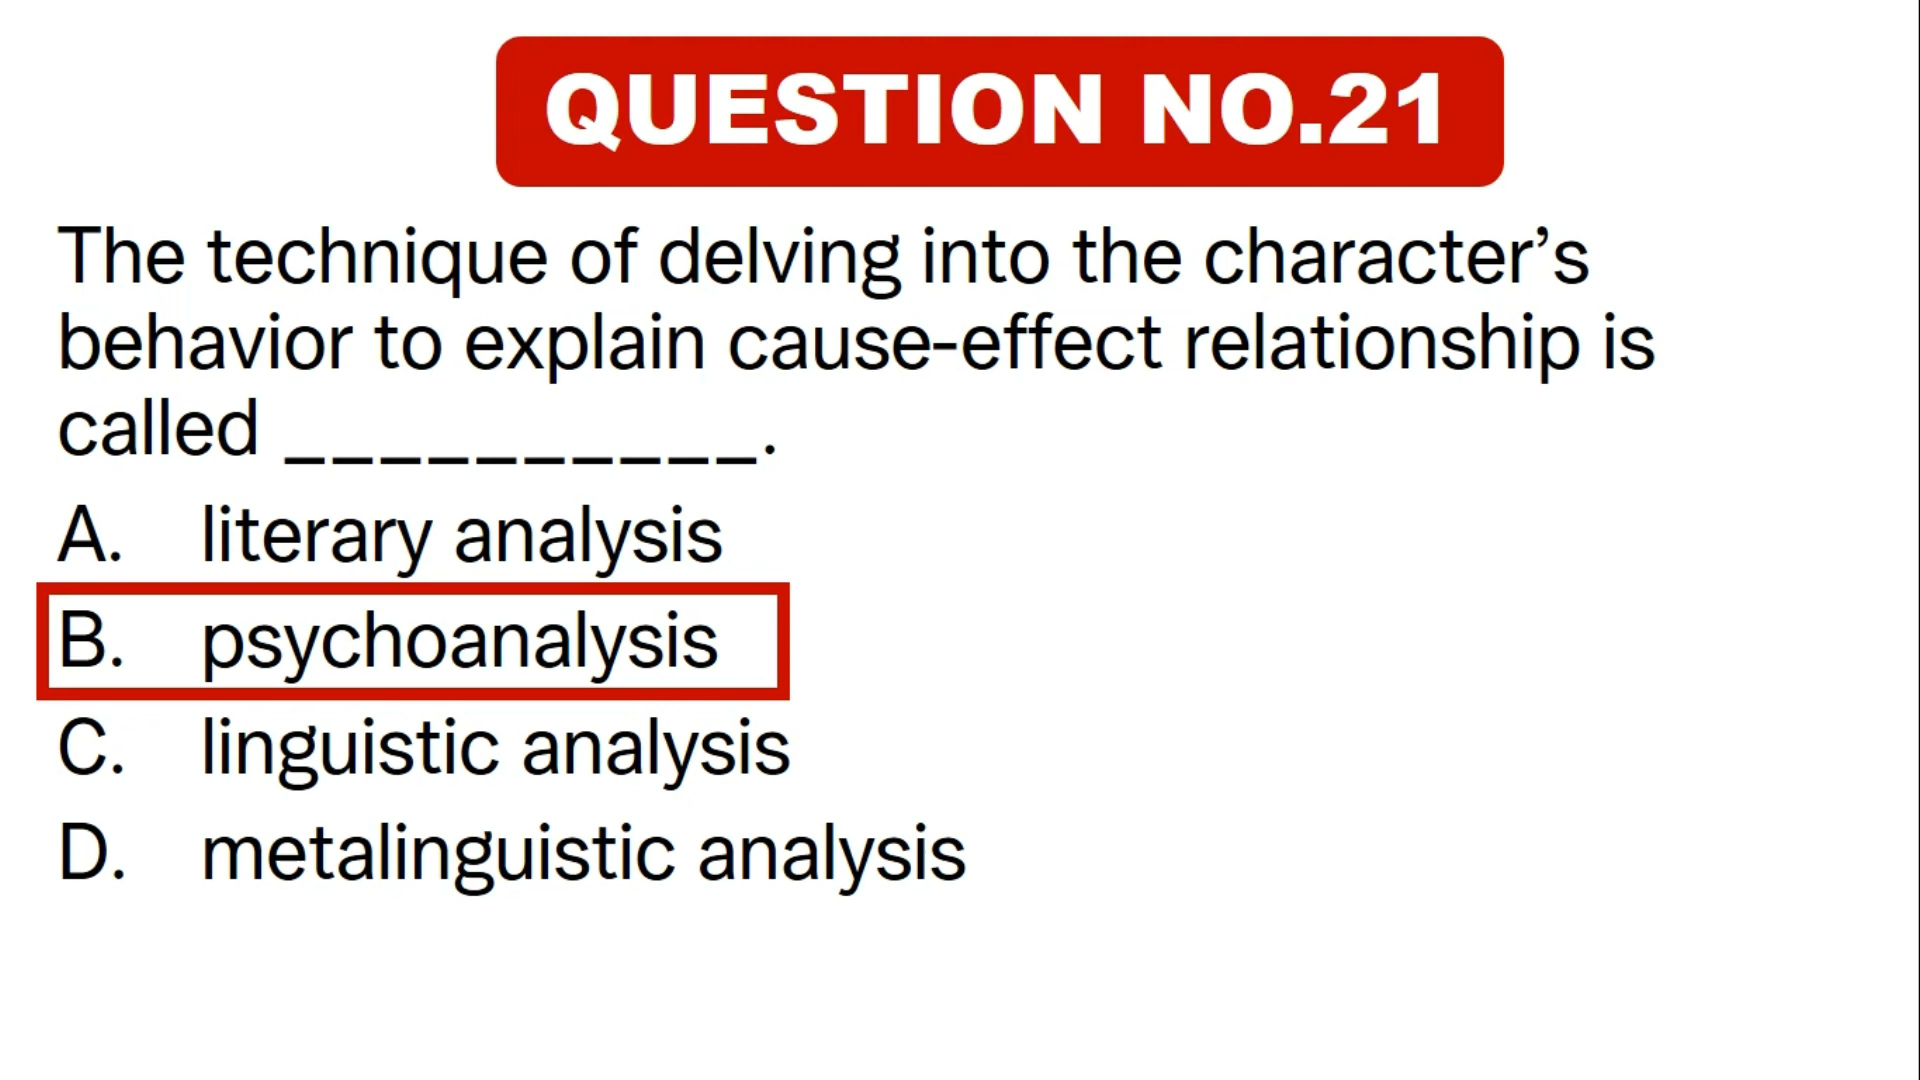 QUESTION NO.21
The technique of delving into the character’s
behavior to explain cause-effect relationship is
called __________.
A. literary analysis
B. psychoanalysis
C. linguistic analysis
D. metalinguistic analysis